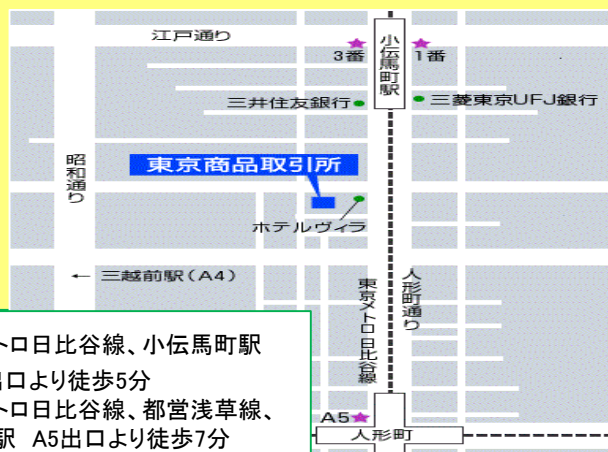 江戸通り
小伝馬町駅
3番
1番
三井住友銀行
三菱東京UFJ銀行
昭和通り
東京商品取引所
ホテルヴィラ
← 三越前駅(A4)
東京メトロ日比谷線
人形町通り
トロ日比谷線、小伝馬町駅
出口より徒歩5分
トロ日比谷線、都営浅草線、
駅 A5出口より徒歩7分
A5
人形町